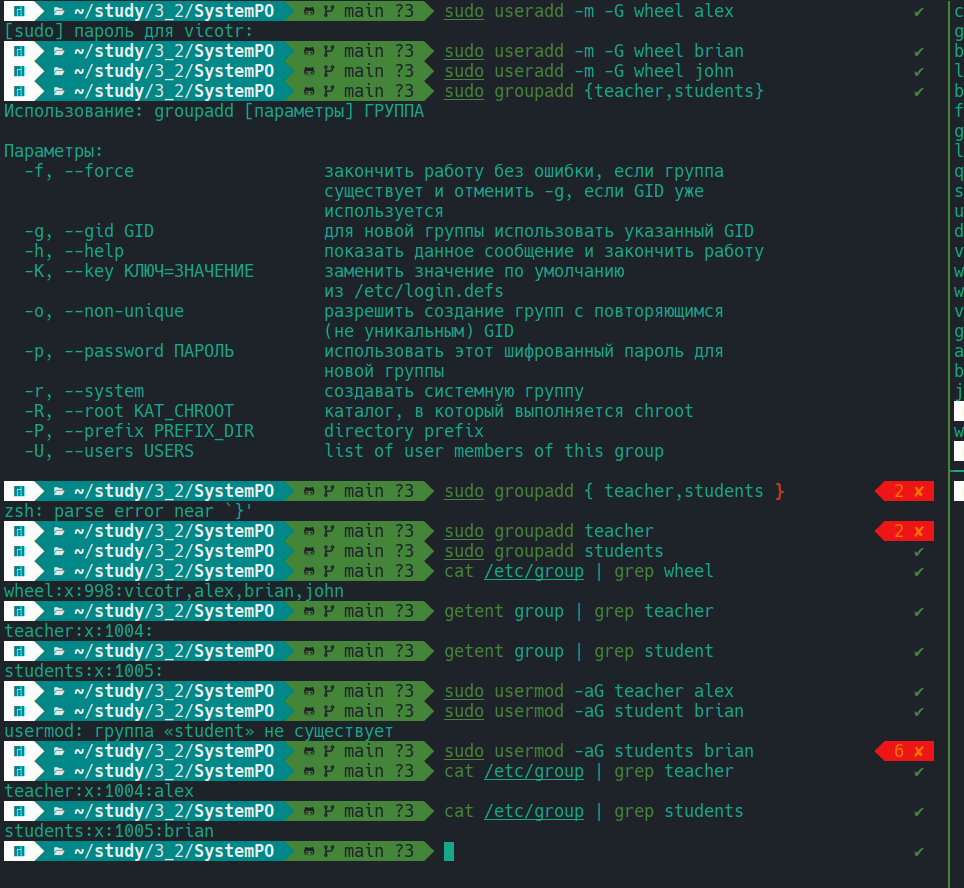 ~/study/3_2/SystemPO main ?3 sudo useradd -m -G wheel alex ✔
[sudo] пароль для vicotr:
~/study/3_2/SystemPO main ?3 sudo useradd -m -G wheel brian ✔
~/study/3_2/SystemPO main ?3 sudo useradd -m -G wheel john ✔
~/study/3_2/SystemPO main ?3 sudo groupadd {teacher,students} ✔
Использование: groupadd [параметры] ГРУППА
Параметры:
-f, --force закончить работу без ошибки, если группа
существует и отменить -g, если GID уже
используется
-g, --gid GID для новой группы использовать указанный GID
-h, --help показать данное сообщение и закончить работу
-K, --key КЛЮЧ=ЗНАЧЕНИЕ заменить значение по умолчанию
из /etc/login.defs
-o, --non-unique разрешить создание групп с повторяющимся
(не уникальным) GID
-p, --password ПАРОЛЬ использовать этот шифрованный пароль для
новой группы
-r, --system создавать системную группу
-R, --root КАТ_CHROOT каталог, в который выполняется chroot
-P, --prefix PREFIX_DIR directory prefix
-U, --users USERS list of user members of this group
~/study/3_2/SystemPO main ?3 sudo groupadd { teacher,students } 2 ✘
zsh: parse error near `}'
~/study/3_2/SystemPO main ?3 sudo groupadd teacher 2 ✘
~/study/3_2/SystemPO main ?3 sudo groupadd students ✔
~/study/3_2/SystemPO main ?3 cat /etc/group | grep wheel ✔
wheel:x:998:vicotr,alex,brian,john
~/study/3_2/SystemPO main ?3 getent group | grep teacher ✔
teacher:x:1004:
~/study/3_2/SystemPO main ?3 getent group | grep student ✔
students:x:1005:
~/study/3_2/SystemPO main ?3 sudo usermod -aG teacher alex ✔
~/study/3_2/SystemPO main ?3 sudo usermod -aG student brian ✔
usermod: группа «student» не существует
~/study/3_2/SystemPO main ?3 sudo usermod -aG students brian 6 ✘
~/study/3_2/SystemPO main ?3 cat /etc/group | grep teacher ✔
teacher:x:1004:alex
~/study/3_2/SystemPO main ?3 cat /etc/group | grep students ✔
students:x:1005:brian
~/study/3_2/SystemPO main ?3 ✔